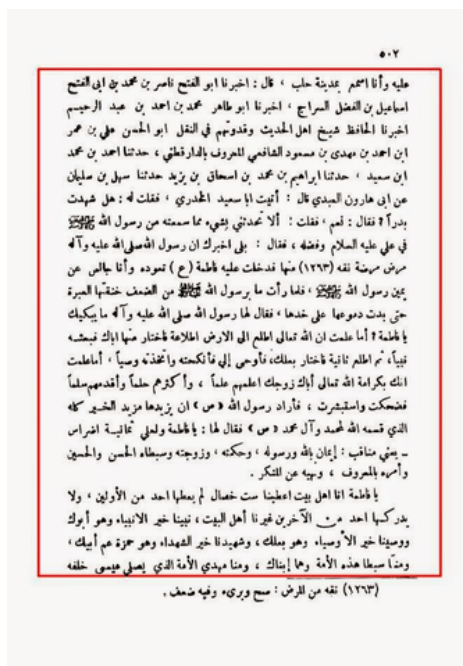 ٥٠٢
عليه وأنا اسمع بمدينة حلب ، قال : اخبرنا ابو الفتح ناصر بن محمد بن ابى الفتح
اسماعيل بن الفضل السراج ، اخبرنا ابو طاهر محمد بن احمد بن عبد الرحيم
اخبرنا الحافظ شيخ اهل الحديث وقدوتهم في النقل ابو الحسن علي بن عمر
ابن احمد بن مهدى بن مسعود الشافعي المعروف بالدارقطني ، حدثنا احمد بن محمد
ابن سعيد ، حدثنا ابراهيم بن محمد بن اسحاق بن يزيد حدثنا سهل بن سليمان
عن ابى هارون العبدي قال : أتيت ابا سعيد الخدري ، فقلت له : هل شهدت
بدراً ؟ فقال : نعم ، فقلت : ألا تحدثني بشيء مما سمعته من رسول الله ﷺ
في علي عليه السلام وفضله ، فقال : بلى اخبرك ان رسول الله صلى الله عليه وآله
مرض مرضة نقه (١٢٦٣) منها فدخلت عليه فاطمة (ع) تعوده وأنا جالس عن
يمين رسول الله ﷺ ، فلما رأت ما برسول الله ﷺ من الضعف خنقتها العبرة
حتى بدت دموعها على خدها ، فقال لها رسول الله صلى الله عليه وآله ما يبكيك
يا فاطمة ؟ أما علمت ان الله تعالى اطلع الى الارض اطلاعة فاختار منها اباك فبعثه
نبياً، ثم اطلع ثانية فاختار بعلك، فأوحى إلي فأنكحته واتخذته وصياً ، أما علمت
انك بكرامة الله تعالى أباك زوجك اعلمهم علماً ، وأكثرهم حلماً وأقدمهم سلماً
فضحكت واستبشرت ، فأراد رسول الله « ص » ان يزيدها مزيد الخير كله
الذي قسمه الله لمحمد وآل محمد « ص » فقال لها : يا فاطمة ولعلي ثمانية اضراس
ـ يعني مناقب : إيمان بالله ورسوله ، وحكمته ، وزوجته وسبطاه الحسن والحسين
وأمره بالمعروف ، ونهيه عن المنكر .
يا فاطمة انا اهل بيت اعطينا ست خصال لم يعطها احد من الأولين ، ولا
يدركها احد من الآخرين غيرنا أهل البيت، نبينا خير الانبياء وهو أبوك
ووصينا خير الأوصياء وهو بعلك، وشهيدنا خير الشهداء وهو حمزة عم أبيك ،
ومنا سبطا هذه الأمة وهما إبناك ، ومنا مهدي الأمة الذي يصلي عيسى خلفه
(١٢٦٣) نقه من المرض : صح وبرىء وفيه ضعف .